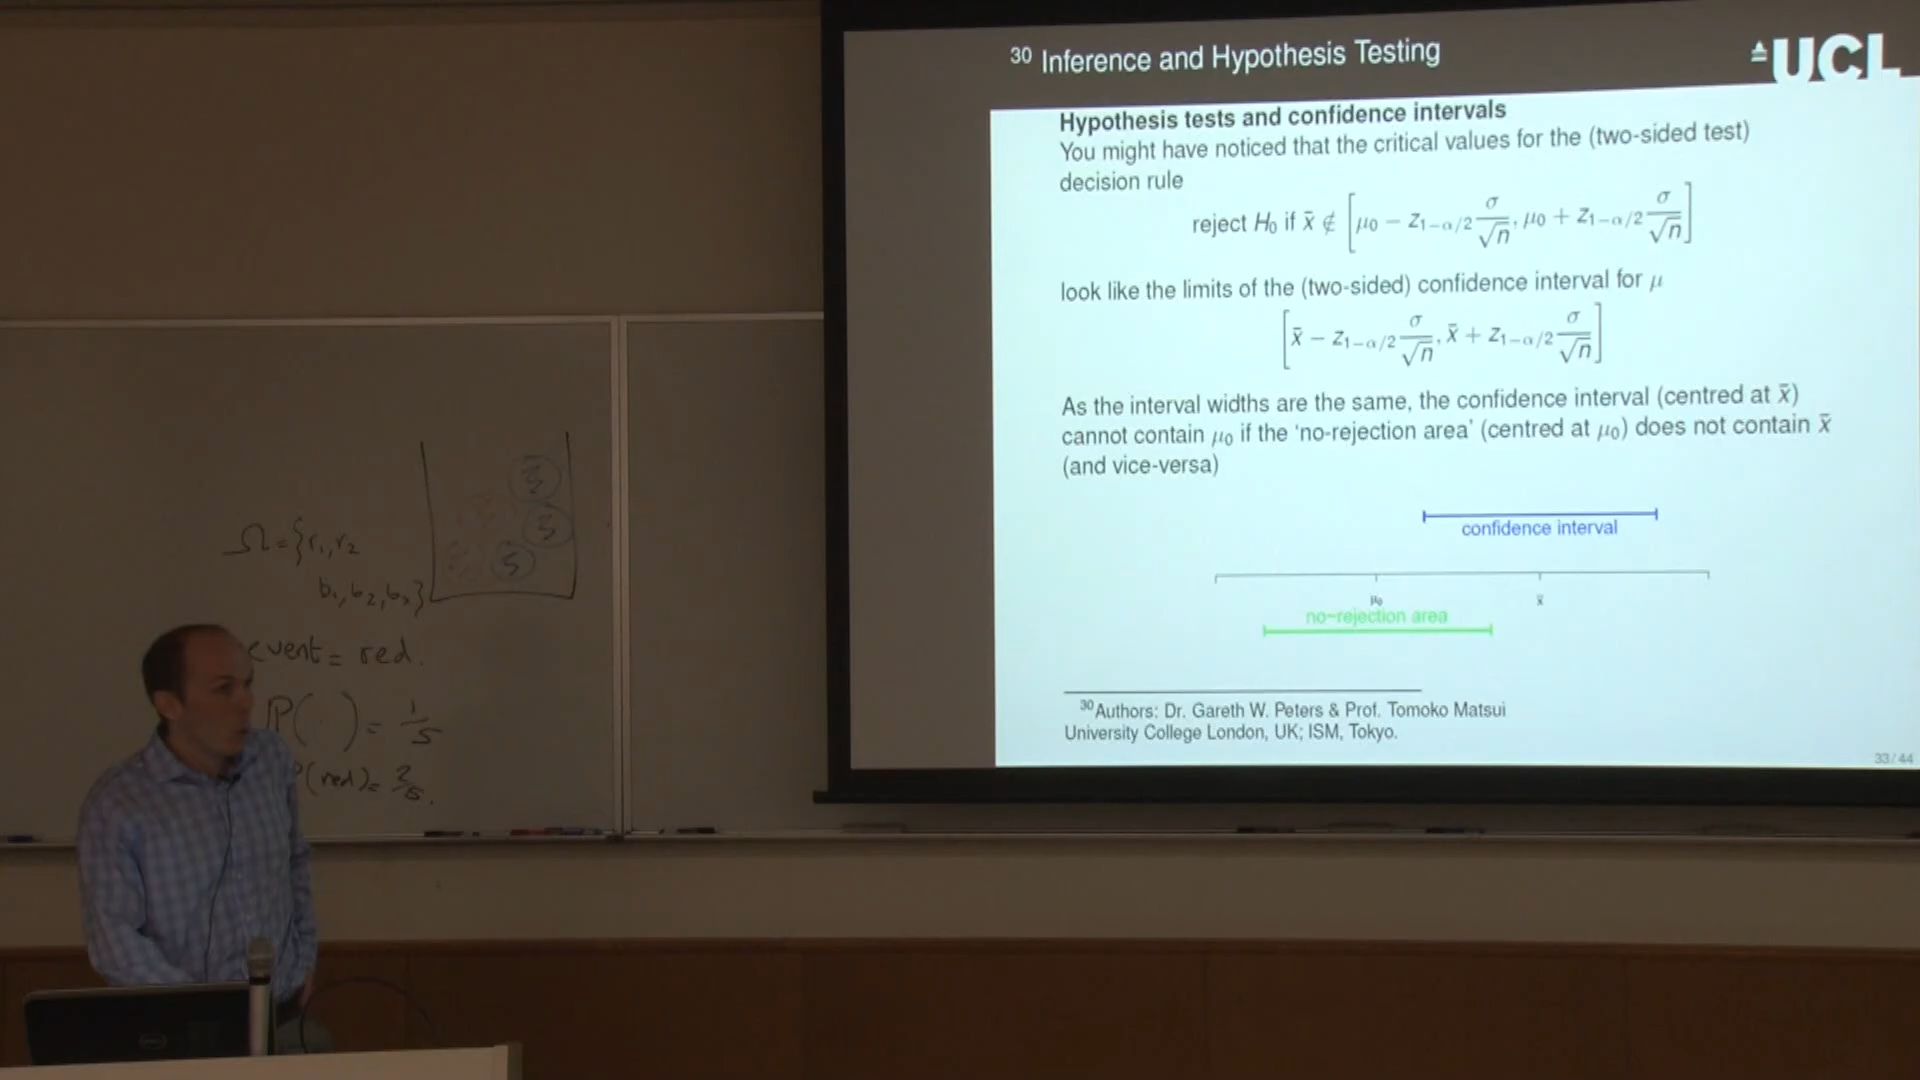 30 Inference and Hypothesis Testing
UCL
Hypothesis tests and confidence intervals
You might have noticed that the critical values for the (two-sided test)
decision rule
reject H₀ if x̄ ∉ [μ₀ − z₁₋α/₂ σ/√n, μ₀ + z₁₋α/₂ σ/√n]
look like the limits of the (two-sided) confidence interval for μ
[x̄ − z₁₋α/₂ σ/√n, x̄ + z₁₋α/₂ σ/√n]
As the interval widths are the same, the confidence interval (centred at x̄)
cannot contain μ₀ if the ‘no-rejection area’ (centred at μ₀) does not contain x̄
(and vice-versa)
confidence interval
μ₀ x̄
no−rejection area
30 Authors: Dr. Gareth W. Peters & Prof. Tomoko Matsui
University College London, UK; ISM, Tokyo.
33/44
Ω = {r₁, r₂
b₁, b₂, b₃}
event = red.
P( ) = 1/5
(red) = 2/5.